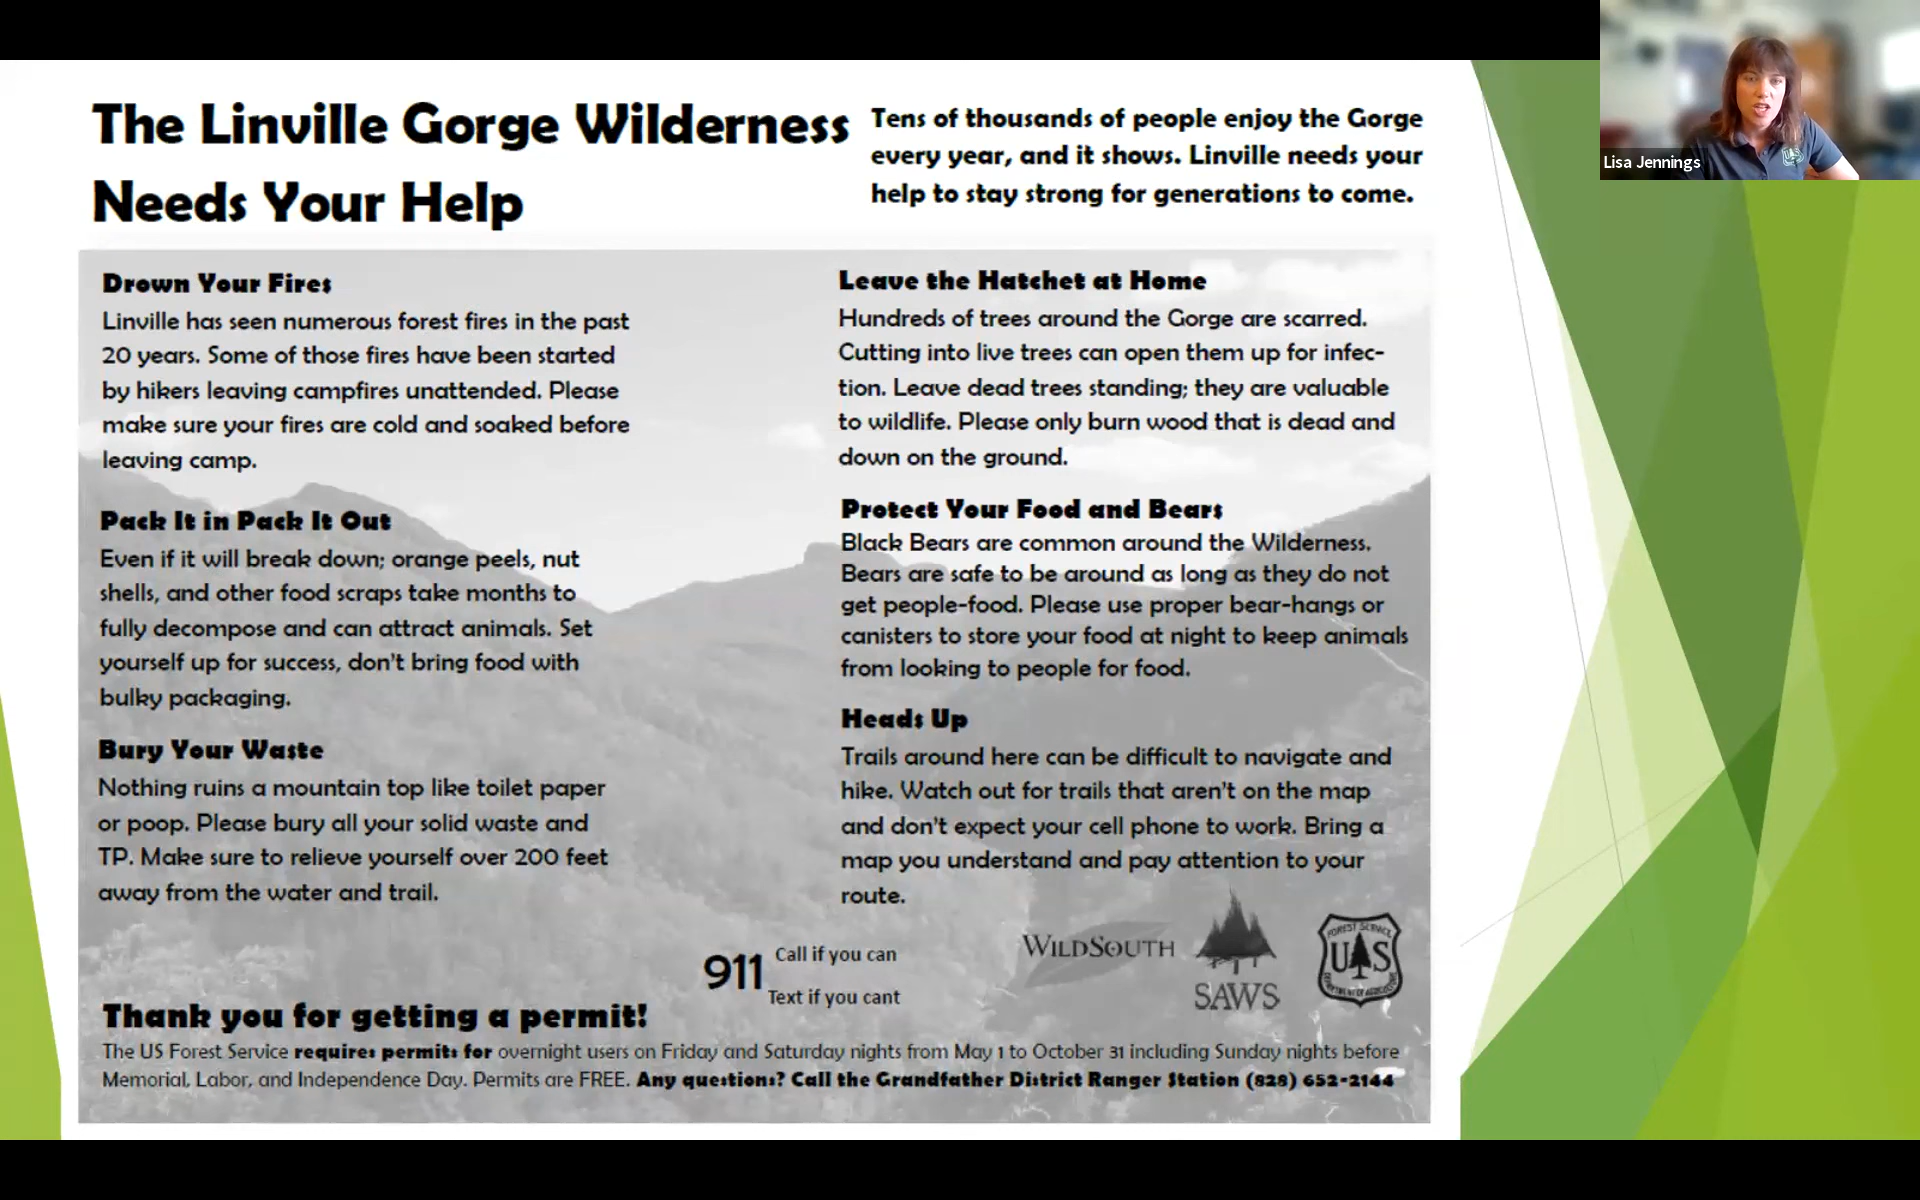 The Linville Gorge Wilderness
Needs Your Help
Tens of thousands of people enjoy the Gorge
every year, and it shows. Linville needs your
help to stay strong for generations to come.
Drown Your Fires
Linville has seen numerous forest fires in the past
20 years. Some of those fires have been started
by hikers leaving campfires unattended. Please
make sure your fires are cold and soaked before
leaving camp.
Pack It in Pack It Out
Even if it will break down; orange peels, nut
shells, and other food scraps take months to
fully decompose and can attract animals. Set
yourself up for success, don't bring food with
bulky packaging.
Bury Your Waste
Nothing ruins a mountain top like toilet paper
or poop. Please bury all your solid waste and
TP. Make sure to relieve yourself over 200 feet
away from the water and trail.
Leave the Hatchet at Home
Hundreds of trees around the Gorge are scarred.
Cutting into live trees can open them up for infec-
tion. Leave dead trees standing; they are valuable
to wildlife. Please only burn wood that is dead and
down on the ground.
Protect Your Food and Bears
Black Bears are common around the Wilderness.
Bears are safe to be around as long as they do not
get people-food. Please use proper bear-hangs or
canisters to store your food at night to keep animals
from looking to people for food.
Heads Up
Trails around here can be difficult to navigate and
hike. Watch out for trails that aren't on the map
and don't expect your cell phone to work. Bring a
map you understand and pay attention to your
route.
911
Call if you can
Text if you cant
WILDSOUTH
SAWS
FOREST SERVICE
US
DEPARTMENT OF AGRICULTURE
Thank you for getting a permit!
The US Forest Service requires permits for overnight users on Friday and Saturday nights from May 1 to October 31 including Sunday nights before
Memorial, Labor, and Independence Day. Permits are FREE. Any questions? Call the Grandfather District Ranger Station (828) 652-2144
Lisa Jennings
US